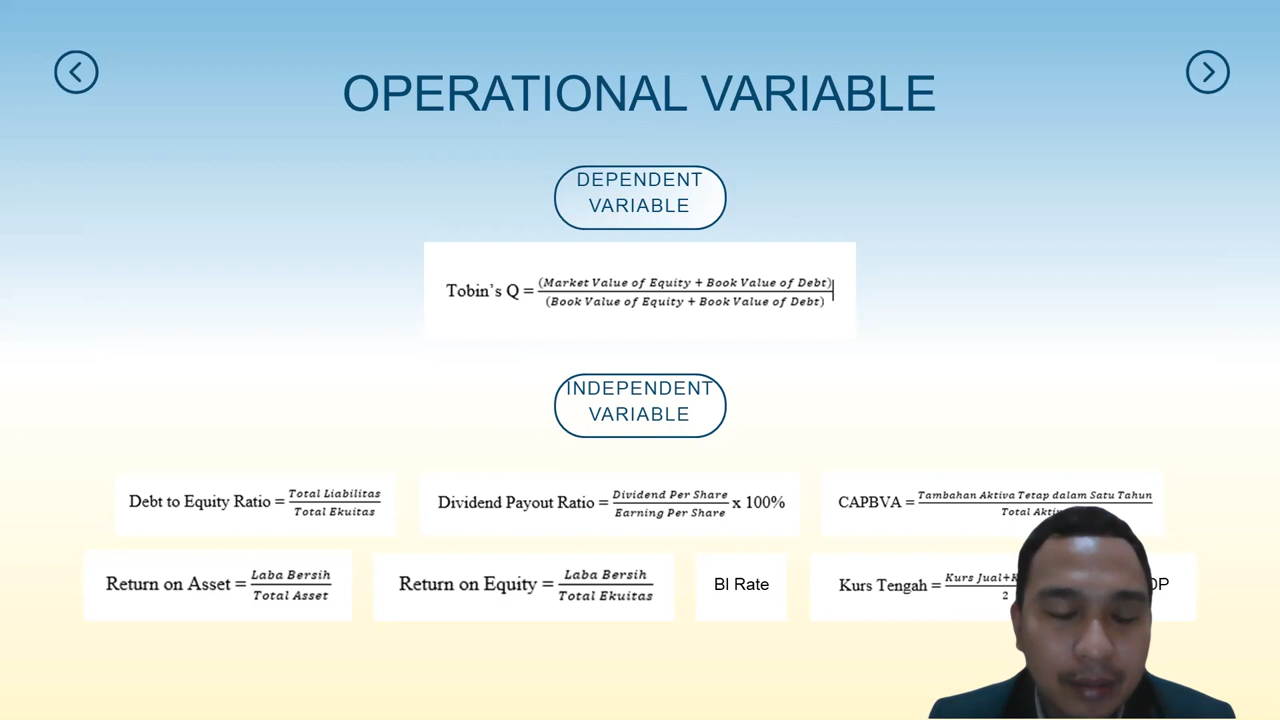 OPERATIONAL VARIABLE
DEPENDENT
VARIABLE
Tobin's Q = (Market Value of Equity + Book Value of Debt)
(Book Value of Equity + Book Value of Debt)
INDEPENDENT
VARIABLE
Debt to Equity Ratio = Total Liabilitas
Total Ekuitas
Dividend Payout Ratio = Dividend Per Share x 100%
Earning Per Share
CAPBVA = Tambahan Aktiva Tetap dalam Satu Tahun
Total
Return on Asset = Laba Bersih
Total Asset
Return on Equity = Laba Bersih
Total Ekuitas
BI Rate
Kurs Tengah = Kurs Jual+
2